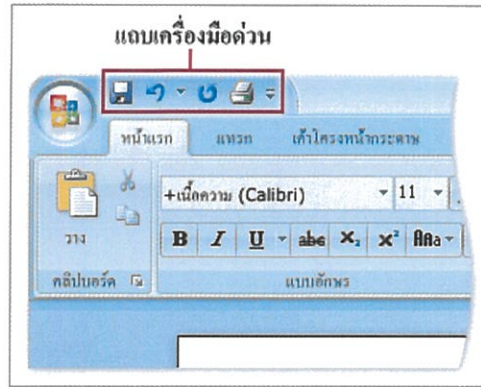 แถบเครื่องมือด่วน
หน้าแรก แทรก เค้าโครงหน้ากระดาษ
+เนื้อความ (Calibri) 11
วาง
B I U abe X₂ X² ААа
คลิปบอร์ด แบบอักษร